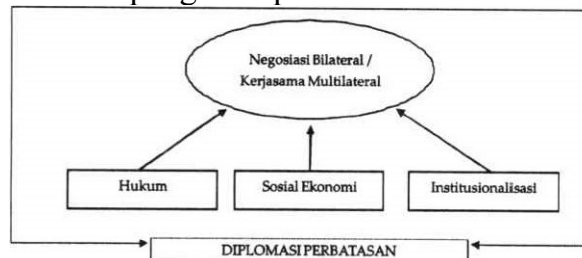 Negosiasi Bilateral /
Kerjasama Multilateral
Hukum
Sosial Ekonomi
Institusionalisasi
DIPLOMASI PERBATASAN